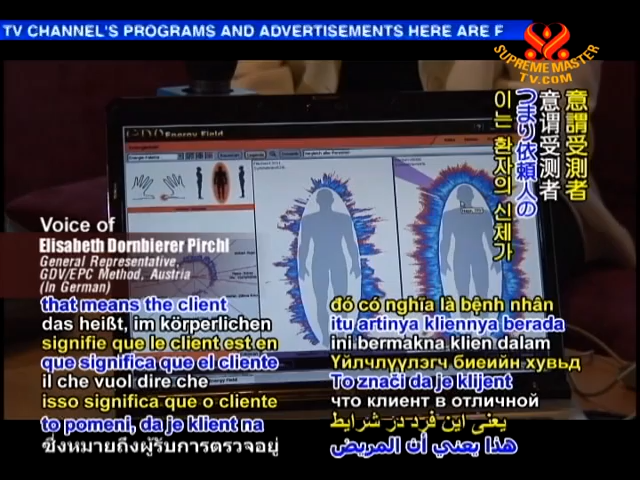 TV CHANNEL'S PROGRAMS AND ADVERTISEMENTS HERE ARE F
SUPREME MASTER
TV.COM
意謂受測者
意谓受测者
つまり依頼人の
이는 환자의 신체가
Energy Field
Voice of
Elisabeth Dornbierer Pirchl
General Representative,
GDV/EPC Method, Austria
(In German)
that means the client
das heißt, im körperlichen
signifie que le client est en
que significa que el cliente
il che vuol dire che
isso significa que o cliente
to pomeni, da je klient na
ซึ่งหมายถึงผู้รับการตรวจอยู่
đó có nghĩa là bệnh nhân
itu artinya kliennya berada
ini bermakna klien dalam
Үйлчлүүлэгч биеийн хувьд
To znači da je klijent
что клиент в отличной
یعنی این فرد در شرایط
هذا يعني أن المريض